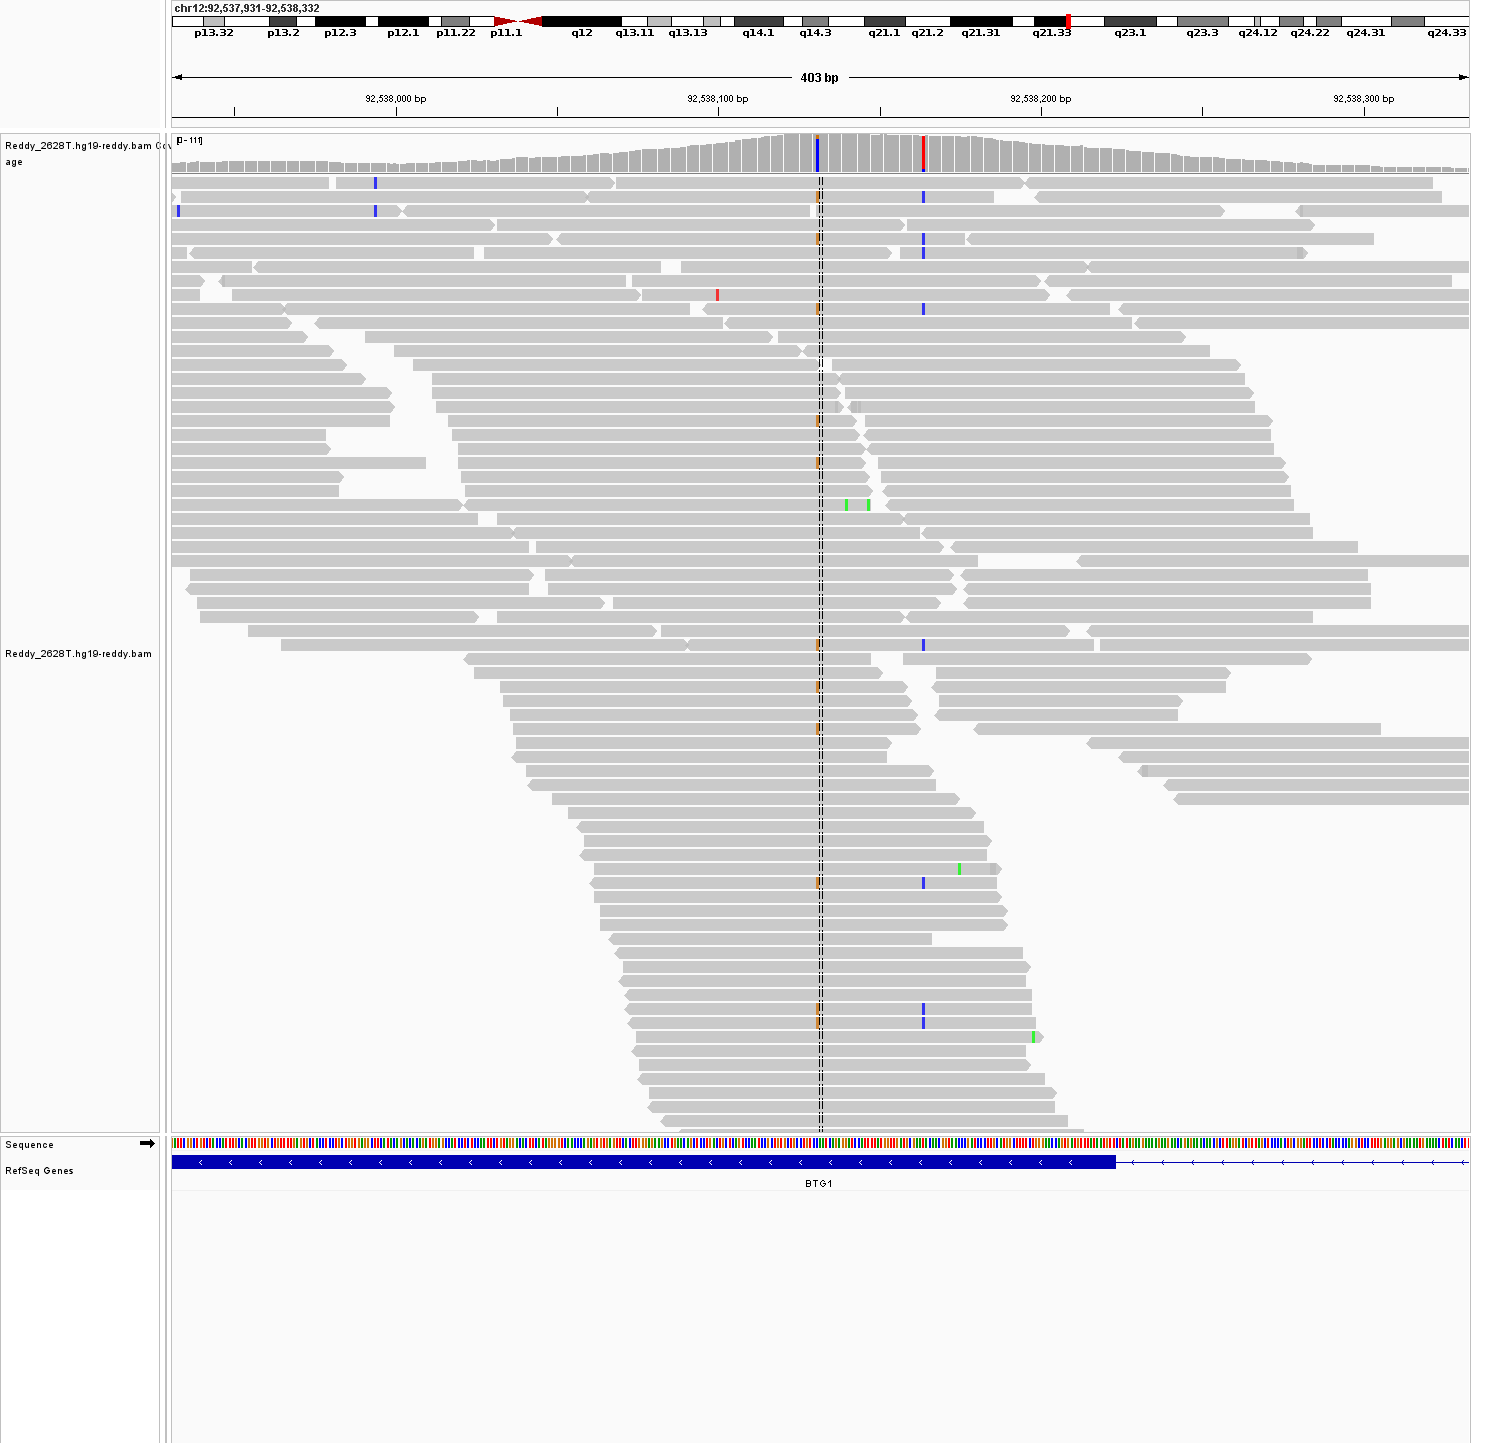 chr12:92,537,931-92,538,332
p13.32 p13.2 p12.3 p12.1 p11.22 p11.1 q12 q13.11 q13.13 q14.1 q14.3 q21.1 q21.2 q21.31 q21.33 q23.1 q23.3 q24.12 q24.22 q24.31 q24.33
403 bp
92,538,000 bp 92,538,100 bp 92,538,200 bp 92,538,300 bp
Reddy_2628T.hg19-reddy.bam Cov
age
[0 - 111]
Reddy_2628T.hg19-reddy.bam
Sequence
RefSeq Genes
BTG1